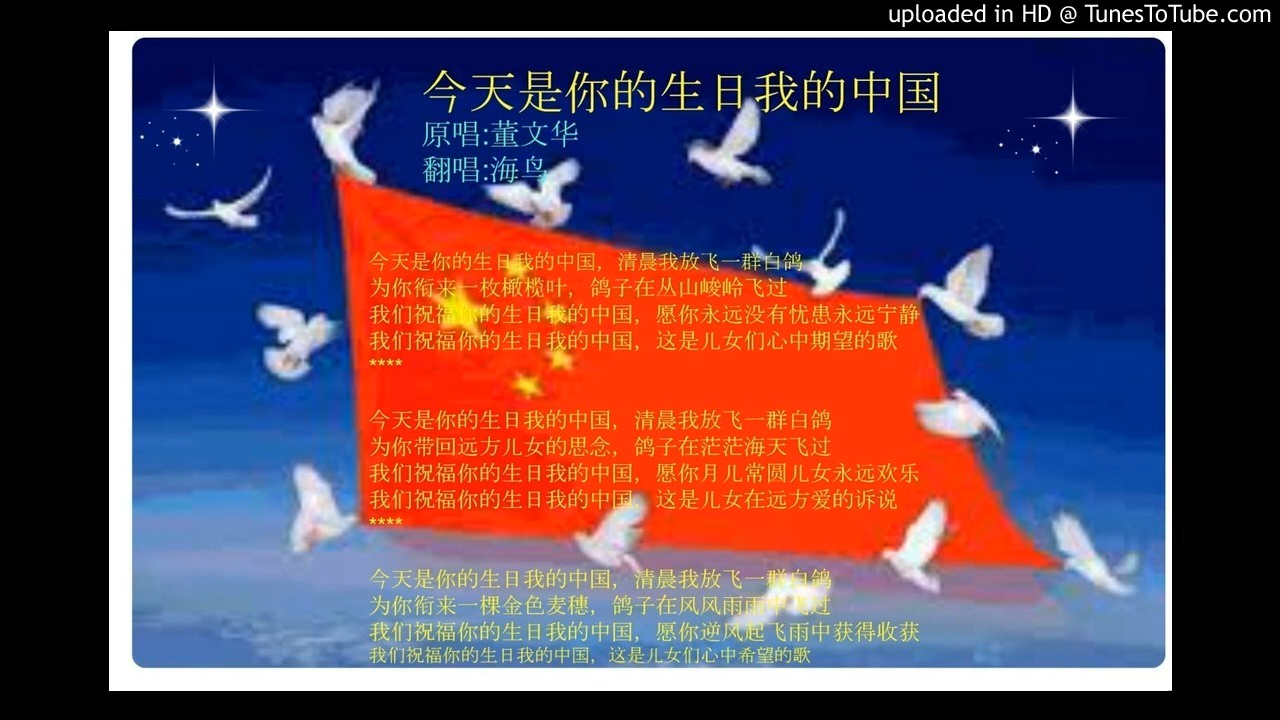 uploaded in HD @ TunesToTube.com
今天是你的生日我的中国
原唱:董文华
翻唱:海鸟
今天是你的生日我的中国，清晨我放飞一群白鸽
为你衔来一枚橄榄叶，鸽子在丛山峻岭飞过
我们祝福你的生日我的中国，愿你永远没有忧患永远宁静
我们祝福你的生日我的中国，这是儿女们心中期望的歌
****
今天是你的生日我的中国，清晨我放飞一群白鸽
为你带回远方儿女的思念，鸽子在茫茫海天飞过
我们祝福你的生日我的中国，愿你月儿常圆儿女永远欢乐
我们祝福你的生日我的中国，这是儿女在远方爱的诉说
****
今天是你的生日我的中国，清晨我放飞一群白鸽
为你衔来一棵金色麦穗，鸽子在风风雨雨中飞过
我们祝福你的生日我的中国，愿你逆风起飞雨中获得收获
我们祝福你的生日我的中国，这是儿女们心中希望的歌